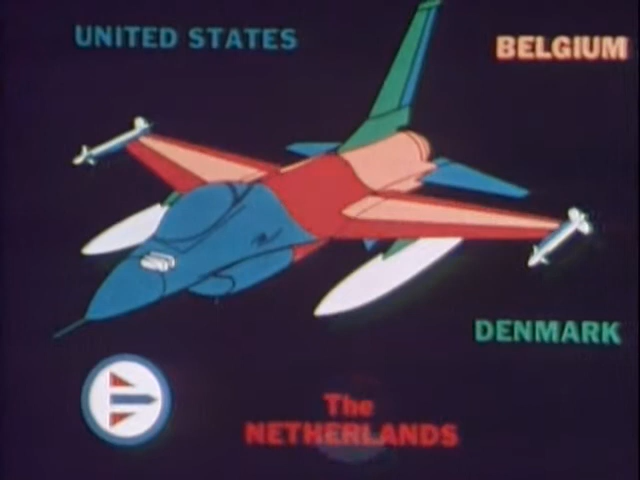 UNITED STATES
BELGIUM
DENMARK
The
NETHERLANDS